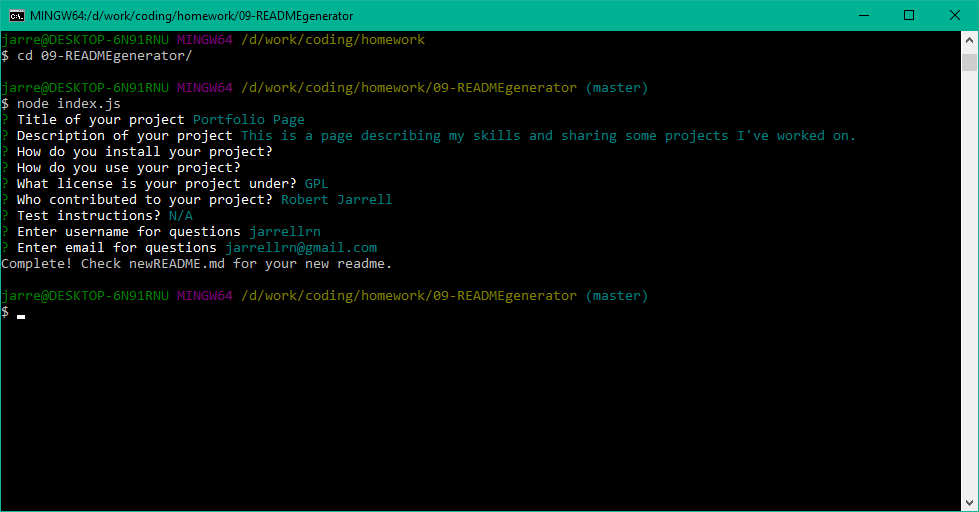 MINGW64:/d/work/coding/homework/09-READMEgenerator
jarre@DESKTOP-6N91RNU MINGW64 /d/work/coding/homework
$ cd 09-READMEgenerator/
jarre@DESKTOP-6N91RNU MINGW64 /d/work/coding/homework/09-READMEgenerator (master)
$ node index.js
? Title of your project Portfolio Page
? Description of your project This is a page describing my skills and sharing some projects I've worked on.
? How do you install your project?
? How do you use your project?
? What license is your project under? GPL
? Who contributed to your project? Robert Jarrell
? Test instructions? N/A
? Enter username for questions jarrellrn
? Enter email for questions jarrellrn@gmail.com
Complete! Check newREADME.md for your new readme.
jarre@DESKTOP-6N91RNU MINGW64 /d/work/coding/homework/09-READMEgenerator (master)
$